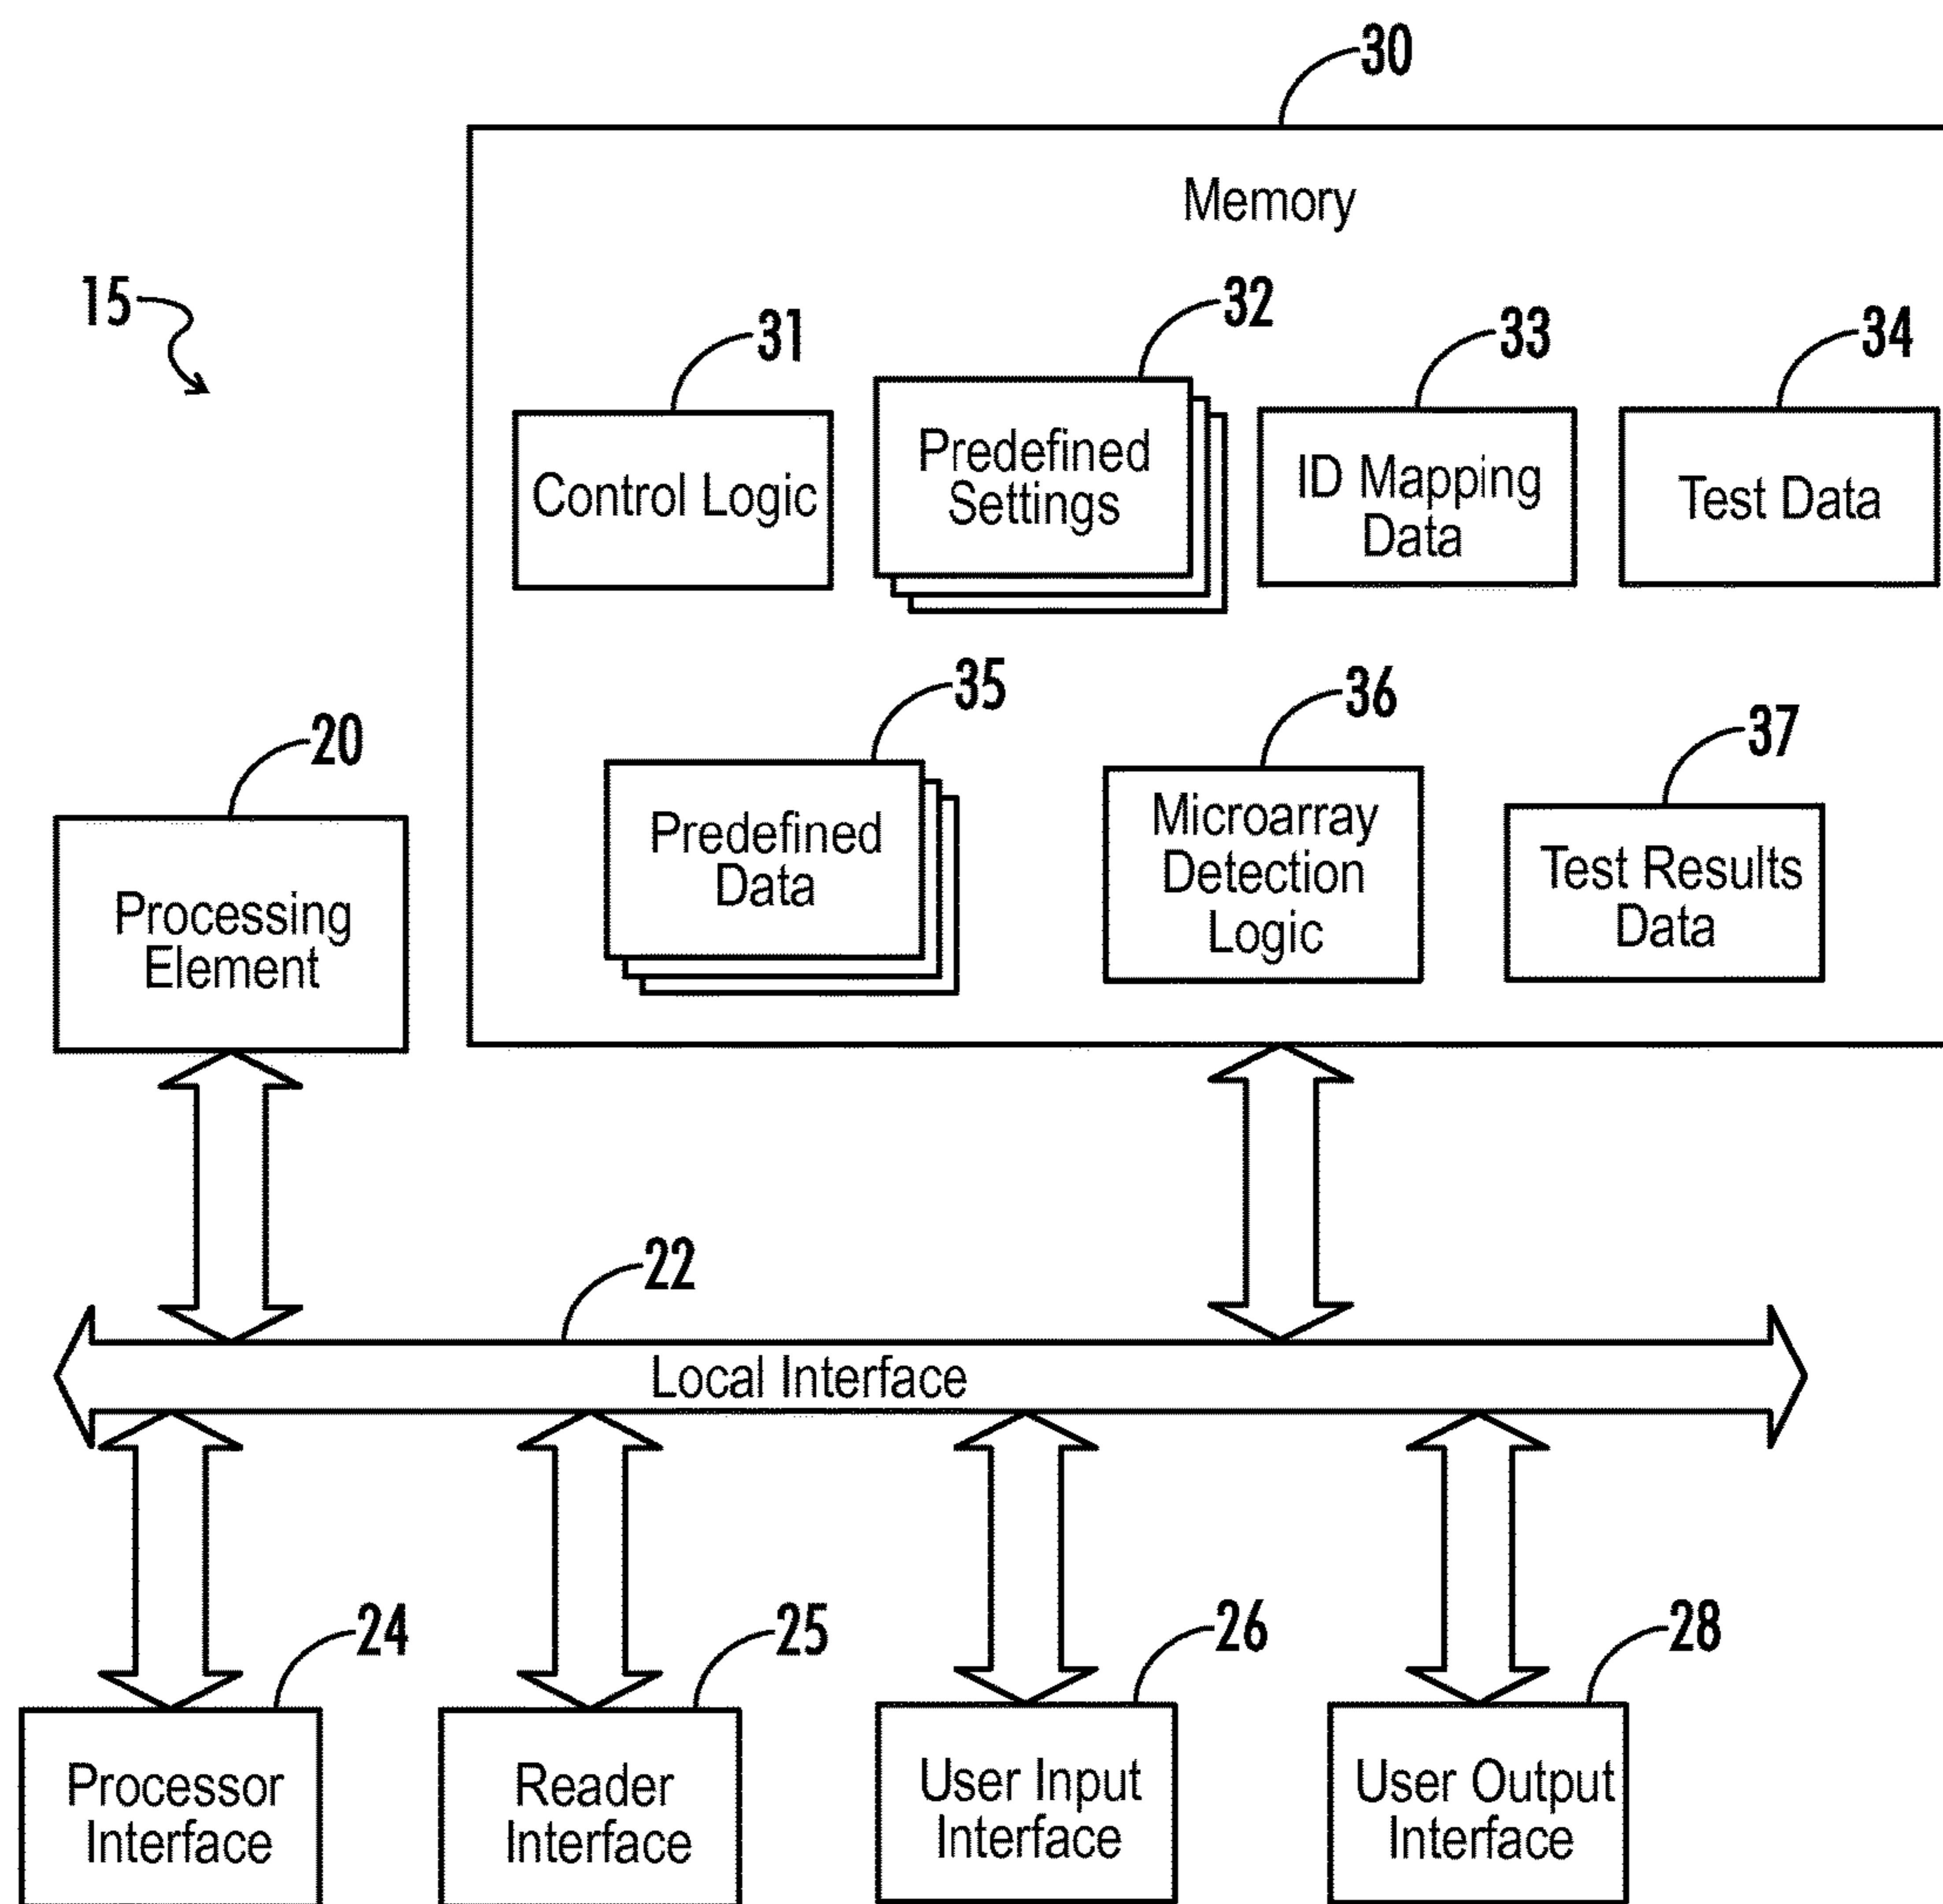 30
Memory
15
31
32
33
34
Control Logic
Predefined
Settings
ID Mapping
Data
Test Data
35
36
37
20
Predefined
Data
Microarray
Detection
Logic
Test Results
Data
Processing
Element
22
Local Interface
24
25
26
28
Processor
Interface
Reader
Interface
User Input
Interface
User Output
Interface